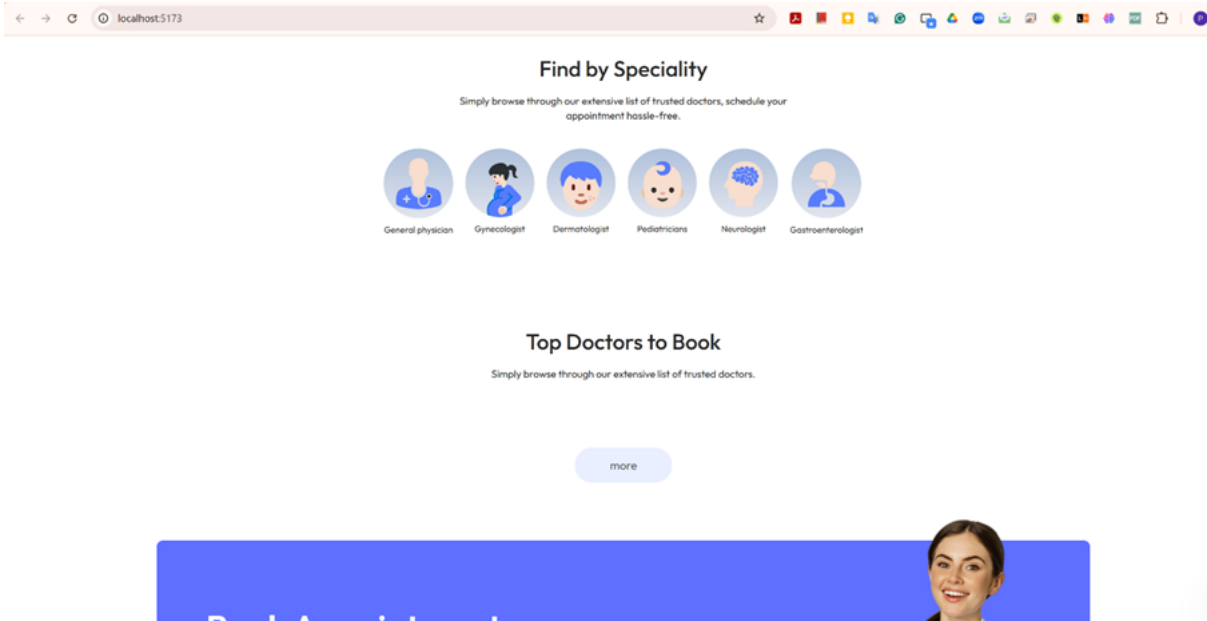 localhost:5173
Find by Speciality
Simply browse through our extensive list of trusted doctors, schedule your
appointment hassle-free.
General physician
Gynecologist
Dermatologist
Pediatricians
Neurologist
Gastroenterologist
Top Doctors to Book
Simply browse through our extensive list of trusted doctors.
more
Book Appointment